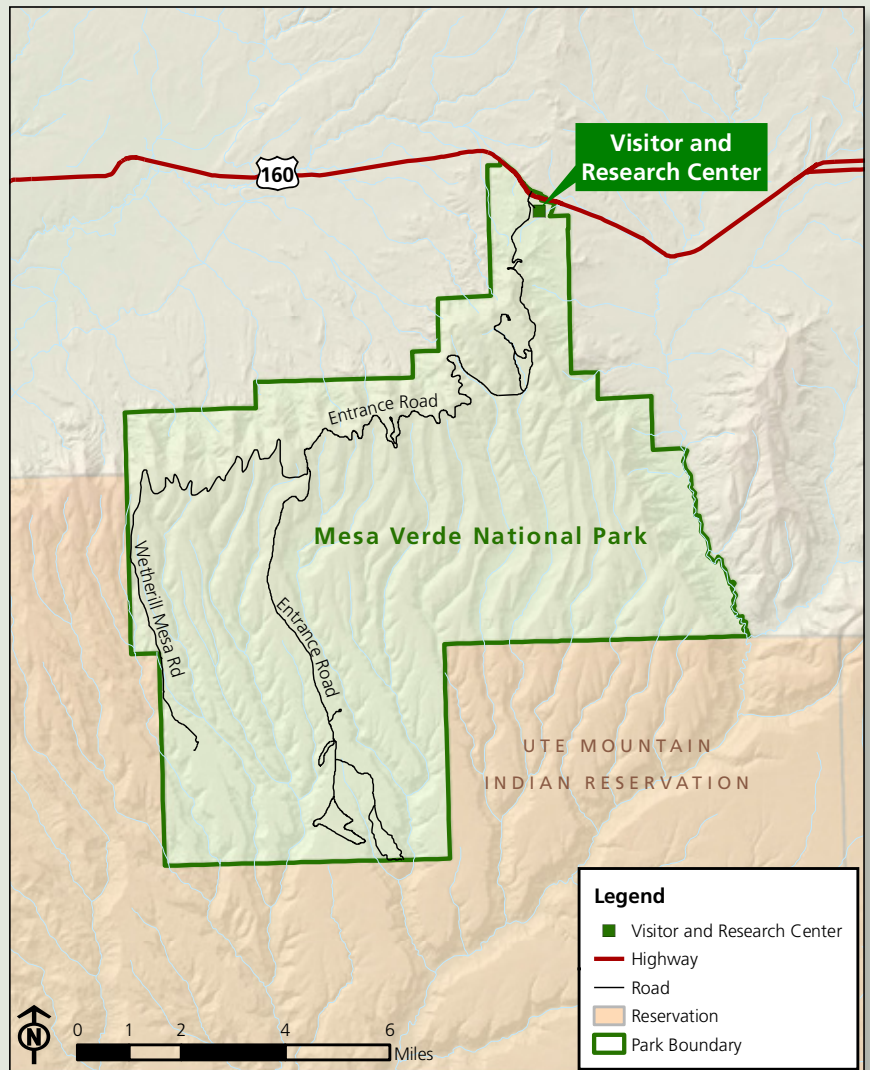 Visitor and
Research Center
160
Entrance Road
Mesa Verde National Park
Wetherill Mesa Rd
Entrance Road
UTE MOUNTAIN
INDIAN RESERVATION
Legend
Visitor and Research Center
Highway
Road
Reservation
Park Boundary
N
0 1 2 4 6
Miles